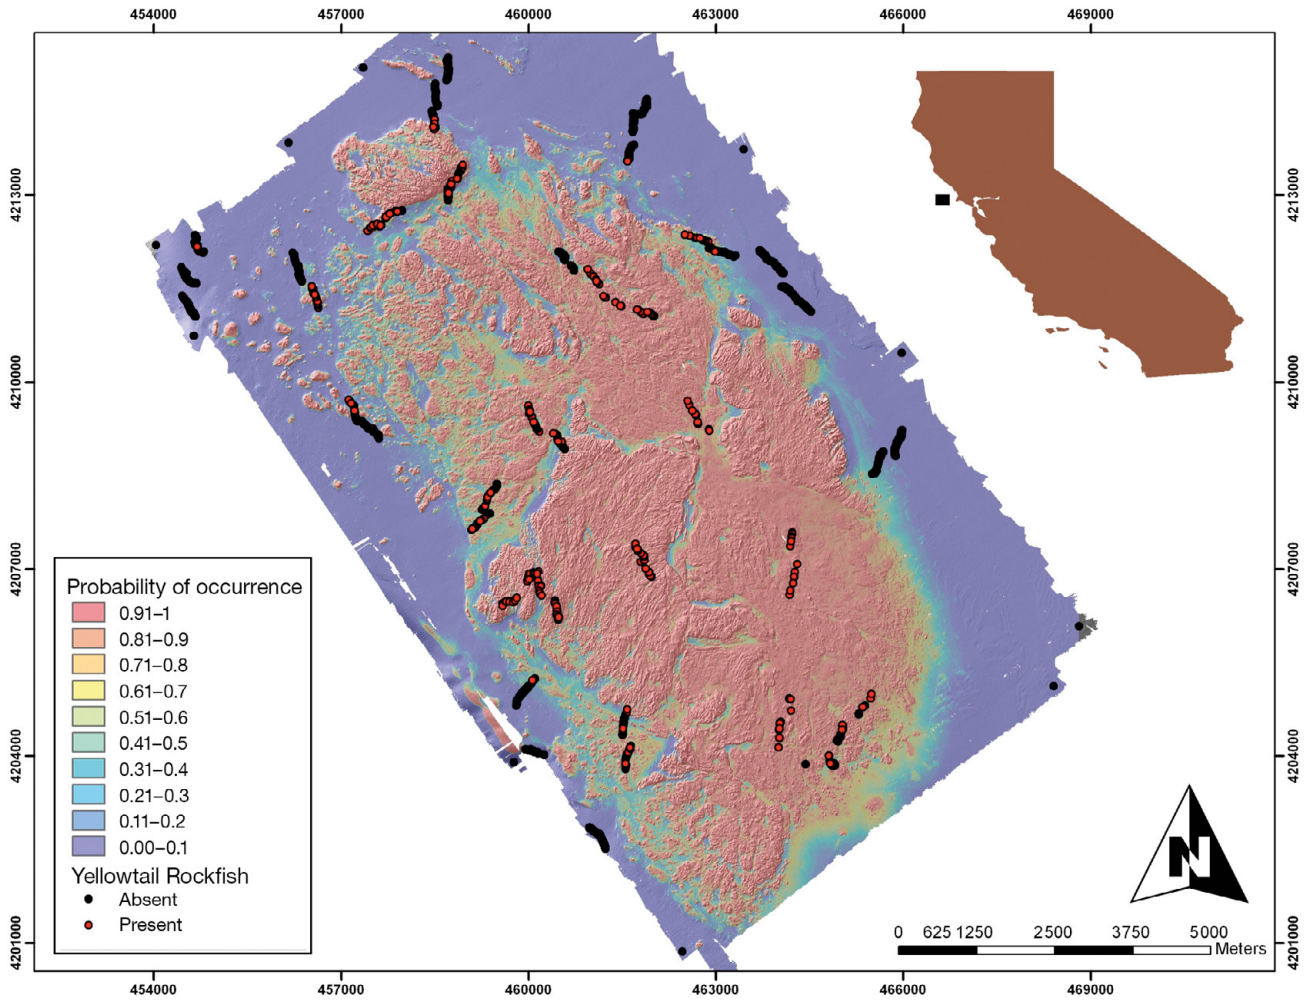 454000 457000 460000 463000 466000 469000
4213000 4213000
4210000 4210000
4207000 4207000
4204000 4204000
4201000 4201000
Probability of occurrence
0.91–1
0.81–0.9
0.71–0.8
0.61–0.7
0.51–0.6
0.41–0.5
0.31–0.4
0.21–0.3
0.11–0.2
0.00–0.1
Yellowtail Rockfish
Absent
Present
N
0 625 1250 2500 3750 5000
Meters
454000 457000 460000 463000 466000 469000